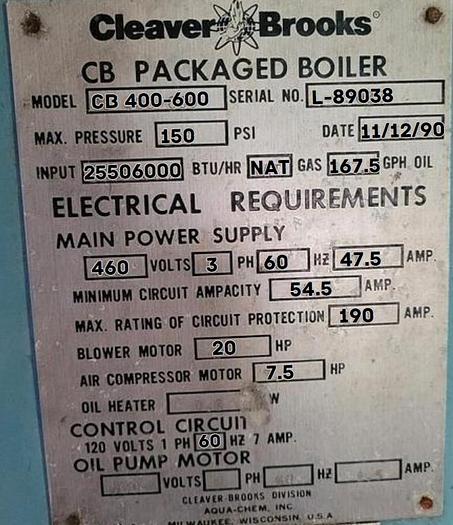 Cleaver Brooks
CB PACKAGED BOILER
MODEL CB 400-600 SERIAL NO. L-89038
MAX. PRESSURE 150 PSI DATE 11/12/90
INPUT 25506000 BTU/HR NAT GAS 167.5 GPH OIL
ELECTRICAL REQUIREMENTS
MAIN POWER SUPPLY
460 VOLTS 3 PH 60 HZ 47.5 AMP.
MINIMUM CIRCUIT AMPACITY 54.5 AMP.
MAX. RATING OF CIRCUIT PROTECTION 190 AMP.
BLOWER MOTOR 20 HP
AIR COMPRESSOR MOTOR 7.5 HP
OIL HEATER W
CONTROL CIRCUIT
120 VOLTS 1 PH 60 HZ 7 AMP.
OIL PUMP MOTOR
VOLTS PH HZ AMP.
CLEAVER-BROOKS DIVISION
AQUA-CHEM, INC.
MILWAUKEE, WISCONSIN, U.S.A